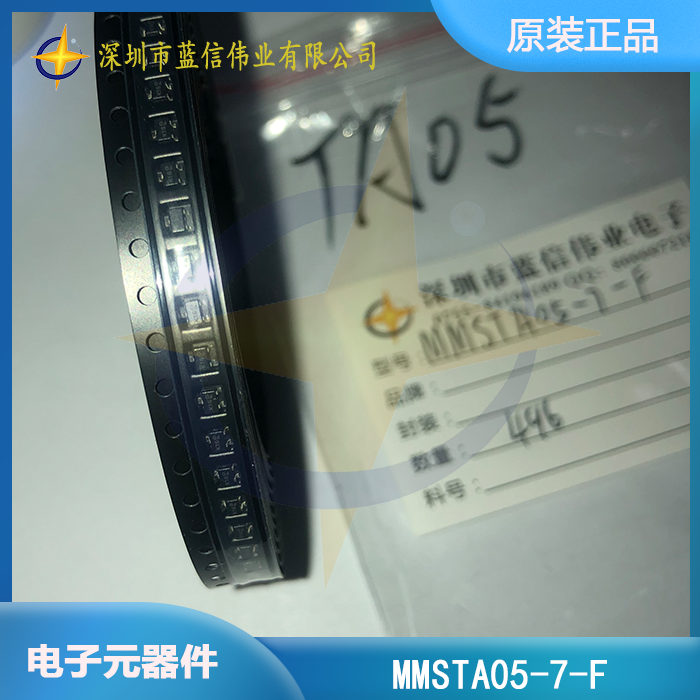 深圳市蓝信伟业有限公司
原装正品
TA05
深圳市蓝信伟业电子
型号: MMSTA05-7-F
品牌:
封装:
数量: 496
料号:
电子元器件
MMSTA05-7-F